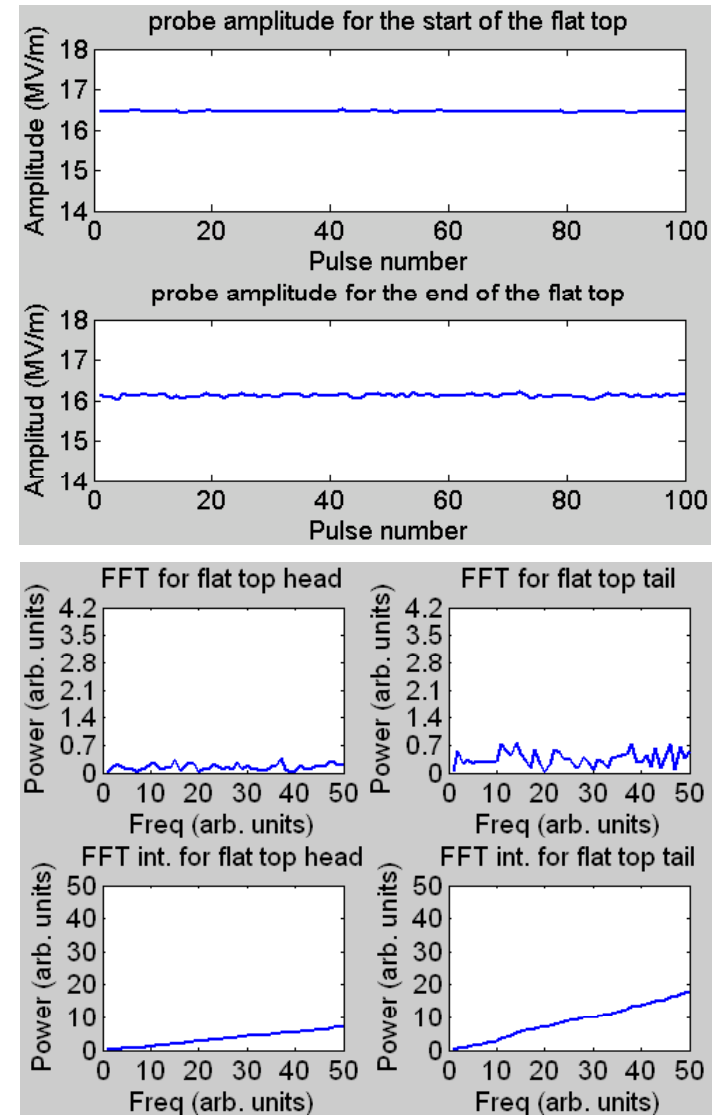 probe amplitude for the start of the flat top
Amplitude (MV/m)
18
17
16
15
14
0 20 40 60 80 100
Pulse number
probe amplitude for the end of the flat top
Amplitud (MV/m)
18
17
16
15
14
0 20 40 60 80 100
Pulse number
FFT for flat top head
Power (arb. units)
4.2
3.5
2.8
2.1
1.4
0.7
0
0 10 20 30 40 50
Freq (arb. units)
FFT for flat top tail
Power (arb. units)
4.2
3.5
2.8
2.1
1.4
0.7
0
0 10 20 30 40 50
Freq (arb. units)
FFT int. for flat top head
Power (arb. units)
50
40
30
20
10
0
0 10 20 30 40 50
Freq (arb. units)
FFT int. for flat top tail
Power (arb. units)
50
40
30
20
10
0
0 10 20 30 40 50
Freq (arb. units)